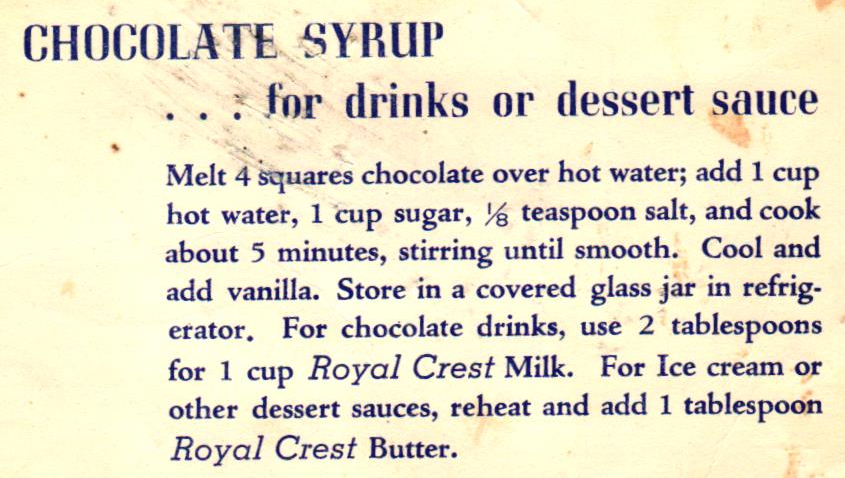 CHOCOLATE SYRUP
. . . for drinks or dessert sauce
Melt 4 squares chocolate over hot water; add 1 cup
hot water, 1 cup sugar, ⅛ teaspoon salt, and cook
about 5 minutes, stirring until smooth. Cool and
add vanilla. Store in a covered glass jar in refrig-
erator. For chocolate drinks, use 2 tablespoons
for 1 cup Royal Crest Milk. For Ice cream or
other dessert sauces, reheat and add 1 tablespoon
Royal Crest Butter.